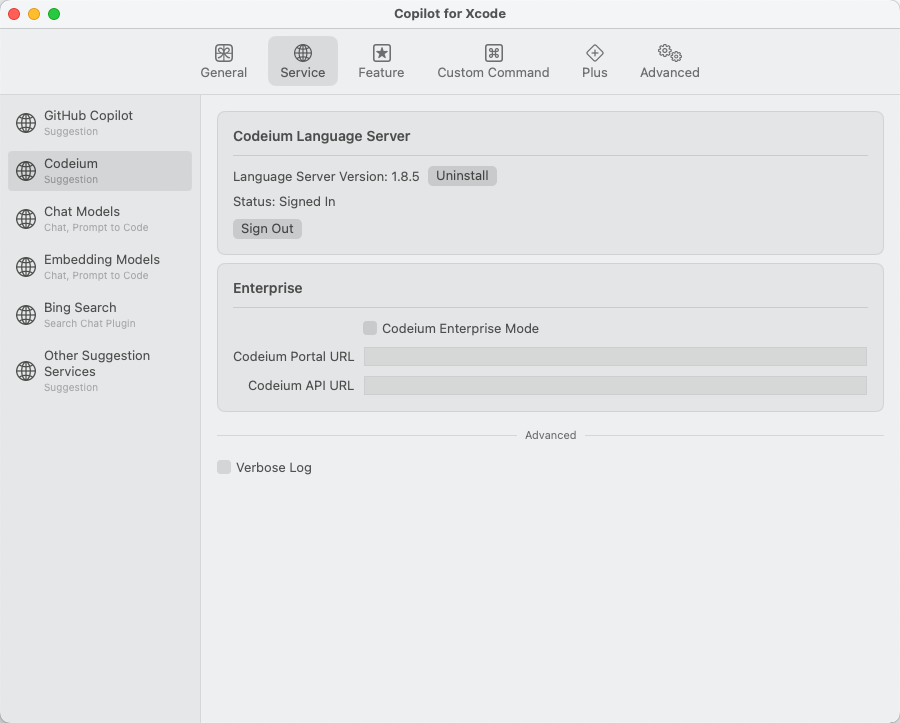 Copilot for Xcode
General
Service
Feature
Custom Command
Plus
Advanced
GitHub Copilot
Suggestion
Codeium
Suggestion
Chat Models
Chat, Prompt to Code
Embedding Models
Chat, Prompt to Code
Bing Search
Search Chat Plugin
Other Suggestion
Services
Suggestion
Codeium Language Server
Language Server Version: 1.8.5 Uninstall
Status: Signed In
Sign Out
Enterprise
Codeium Enterprise Mode
Codeium Portal URL
Codeium API URL
Advanced
Verbose Log